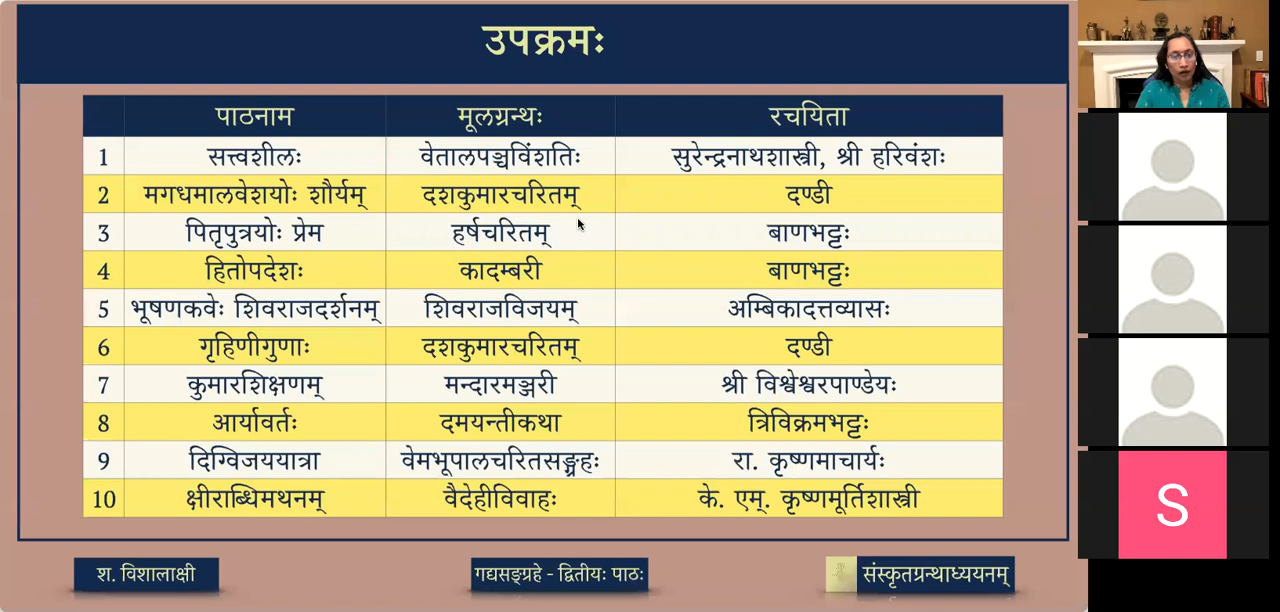 उपक्रमः
पाठनाम मूलग्रन्थः रचयिता
1 सत्त्वशीलः वेतालपञ्चविंशतिः सुरेन्द्रनाथशास्त्री, श्री हरिवंशः
2 मगधमालवेशयोः शौर्यम् दशकुमारचरितम् दण्डी
3 पितृपुत्रयोः प्रेम हर्षचरितम् बाणभट्टः
4 हितोपदेशः कादम्बरी बाणभट्टः
5 भूषणकवेः शिवराजदर्शनम् शिवराजविजयम् अम्बिकादत्तव्यासः
6 गृहिणीगुणाः दशकुमारचरितम् दण्डी
7 कुमारशिक्षणम् मन्दारमञ्जरी श्री विश्वेश्वरपाण्डेयः
8 आर्यावर्तः दमयन्तीकथा त्रिविक्रमभट्टः
9 दिग्विजययात्रा वेमभूपालचरितसङ्ग्रहः रा. कृष्णमाचार्यः
10 क्षीराब्धिमथनम् वैदेहीविवाहः के. एम्. कृष्णमूर्तिशास्त्री
श. विशालाक्षी
गद्यसङ्ग्रहे - द्वितीयः पाठः
संस्कृतग्रन्थाध्ययनम्
S